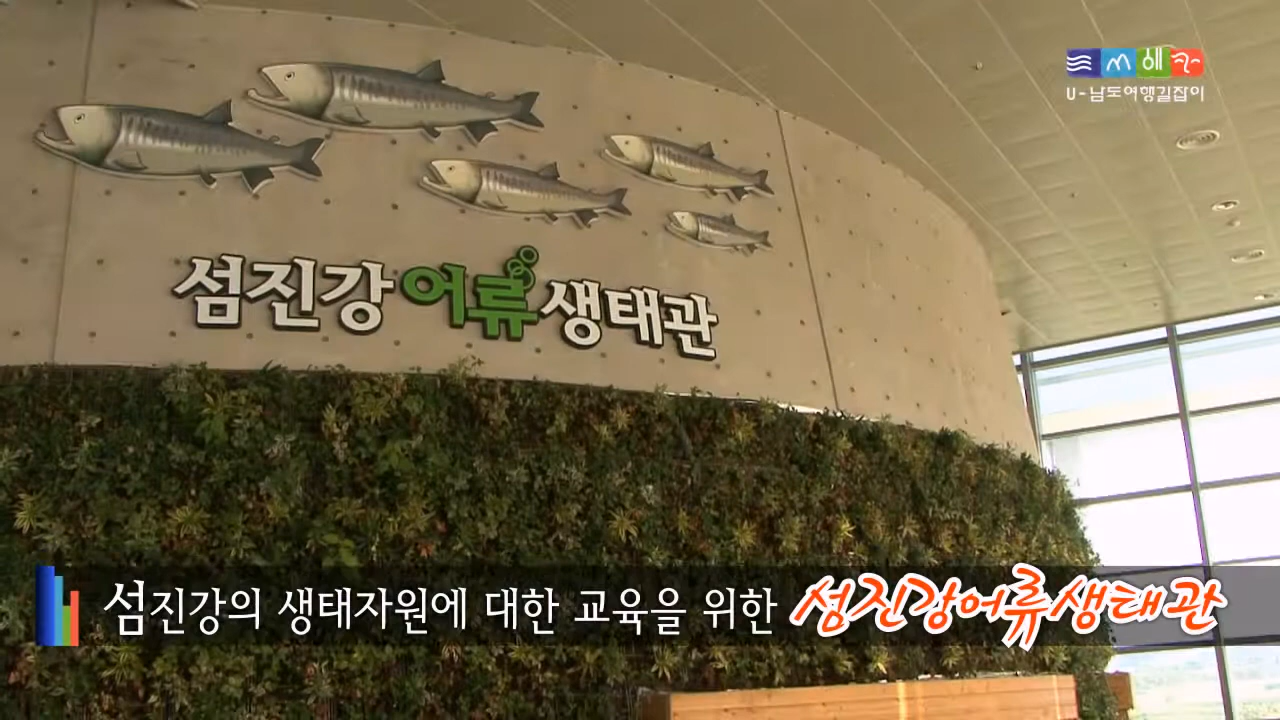 U-남도여행길잡이
섬진강어류생태관
섬진강의 생태자원에 대한 교육을 위한 섬진강어류생태관